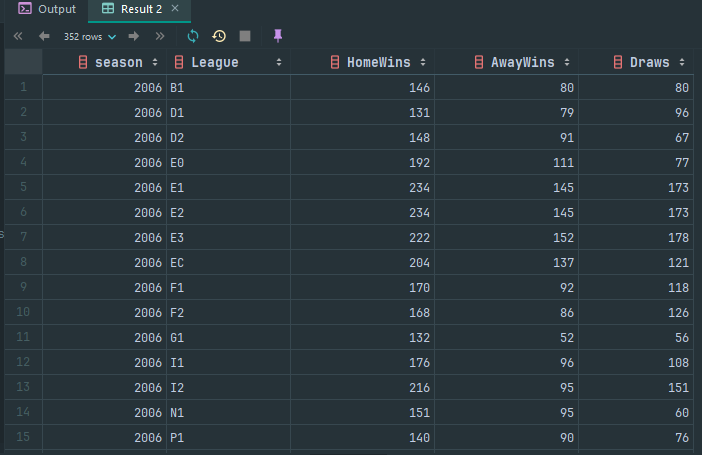 Output Result 2
352 rows
season League HomeWins AwayWins Draws
1 2006 B1 146 80 80
2 2006 D1 131 79 96
3 2006 D2 148 91 67
4 2006 E0 192 111 77
5 2006 E1 234 145 173
6 2006 E2 234 145 173
7 2006 E3 222 152 178
8 2006 EC 204 137 121
9 2006 F1 170 92 118
10 2006 F2 168 86 126
11 2006 G1 132 52 56
12 2006 I1 176 96 108
13 2006 I2 216 95 151
14 2006 N1 151 95 60
15 2006 P1 140 90 76